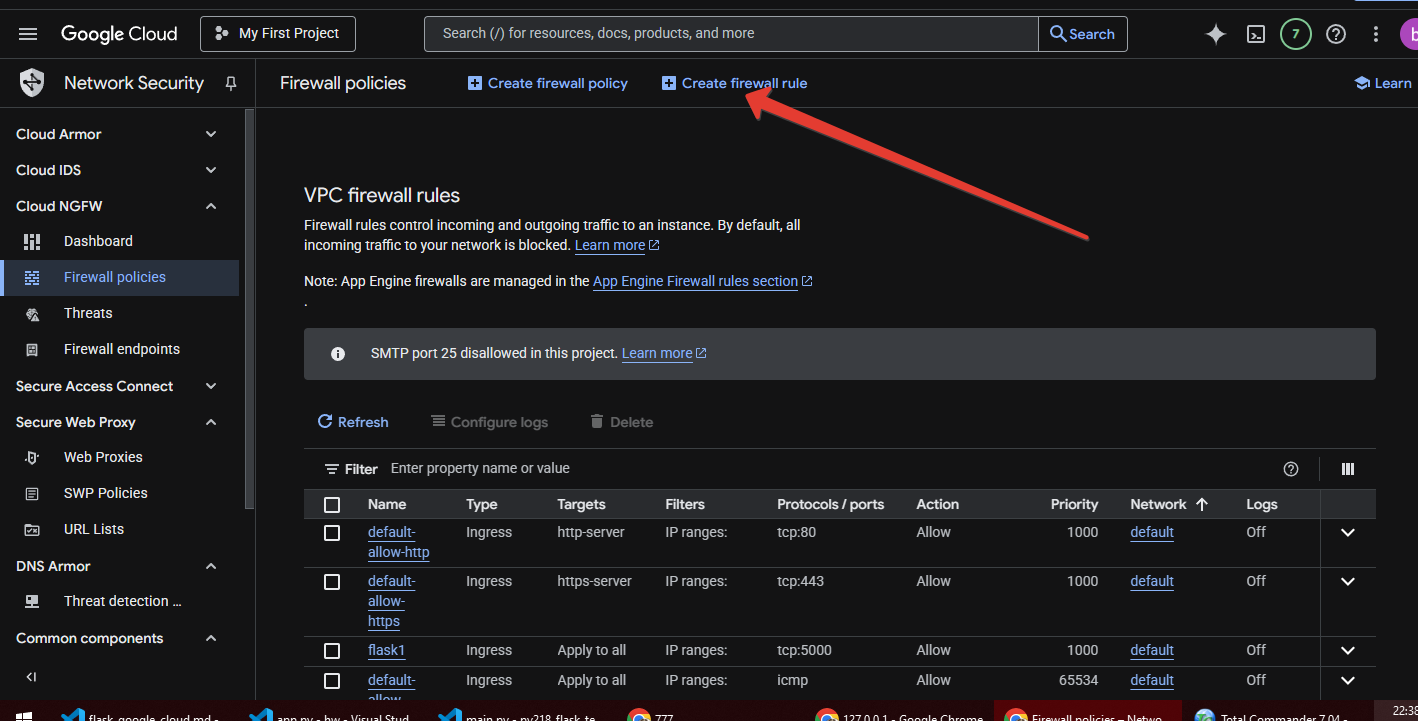 Google Cloud My First Project Search (/) for resources, docs, products, and more Search 7
Network Security Firewall policies Create firewall policy Create firewall rule Learn
Cloud Armor
Cloud IDS
Cloud NGFW
Dashboard
Firewall policies
Threats
Firewall endpoints
Secure Access Connect
Secure Web Proxy
Web Proxies
SWP Policies
URL Lists
DNS Armor
Threat detection ...
Common components
VPC firewall rules
Firewall rules control incoming and outgoing traffic to an instance. By default, all
incoming traffic to your network is blocked. Learn more
Note: App Engine firewalls are managed in the App Engine Firewall rules section
.
SMTP port 25 disallowed in this project. Learn more
Refresh Configure logs Delete
Filter Enter property name or value
Name Type Targets Filters Protocols / ports Action Priority Network Logs
default- Ingress http-server IP ranges: tcp:80 Allow 1000 default Off
allow-http
default- Ingress https-server IP ranges: tcp:443 Allow 1000 default Off
allow-
https
flask1 Ingress Apply to all IP ranges: tcp:5000 Allow 1000 default Off
default- Ingress Apply to all IP ranges: icmp Allow 65534 default Off
allow-
flask_google_cloud.md - app.py - hw - Visual Stud main.py - 777 127.0.0.1 - Google Chrome Firewall policies – Netwo Total Commander 7.04 - 22:38